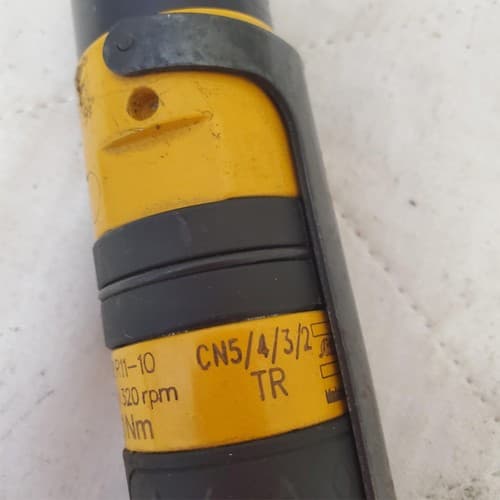 R11-10
320 rpm
Nm
CN5/4/3/2
TR